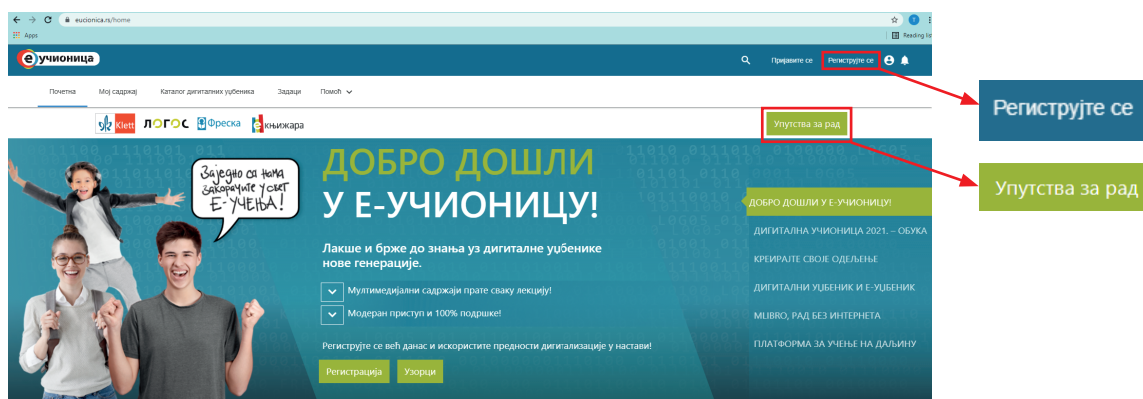 eucionica.rs/home
Apps
Reading lis
еучионица
Пријавите се
Региструјте се
Почетна
Мој садржај
Каталог дигиталних уџбеника
Задаци
Помоћ
Klett
ЛОГОС
Фреска
књижара
Упутства за рад
Региструјте се
Упутства за рад
Заједно са нама
закорачите у свет
Е-УЧЕЊА!
ДОБРО ДОШЛИ
У Е-УЧИОНИЦУ!
Лакше и брже до знања уз дигиталне уџбенике
нове генерације.
Мултимедијални садржаји прате сваку лекцију!
Модеран приступ и 100% подршке!
Региструјте се већ данас и искористите предности дигитализације у настави!
Регистрација
Узорци
ДОБРО ДОШЛИ У Е-УЧИОНИЦУ!
ДИГИТАЛНА УЧИОНИЦА 2021. – ОБУКА
КРЕИРАЈТЕ СВОЈЕ ОДЕЉЕЊЕ
ДИГИТАЛНИ УЏБЕНИК И Е-УЏБЕНИК
MLIBRO, РАД БЕЗ ИНТЕРНЕТА
ПЛАТФОРМА ЗА УЧЕЊЕ НА ДАЉИНУ